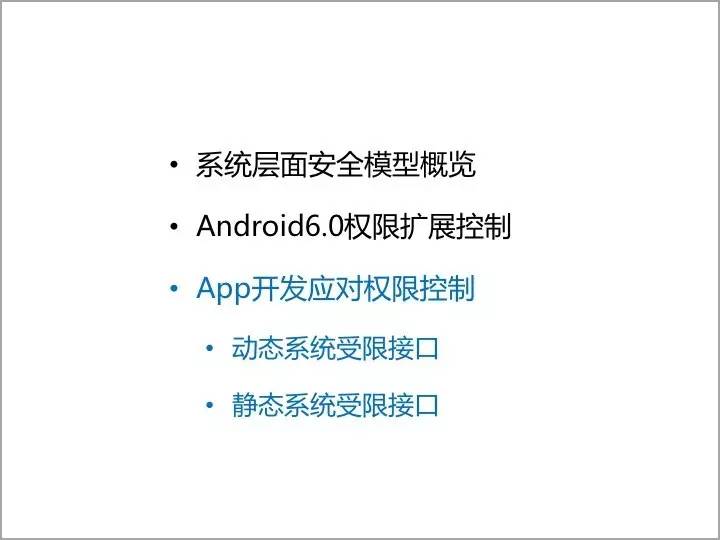 • 系统层面安全模型概览
• Android6.0权限扩展控制
• App开发应对权限控制
• 动态系统受限接口
• 静态系统受限接口